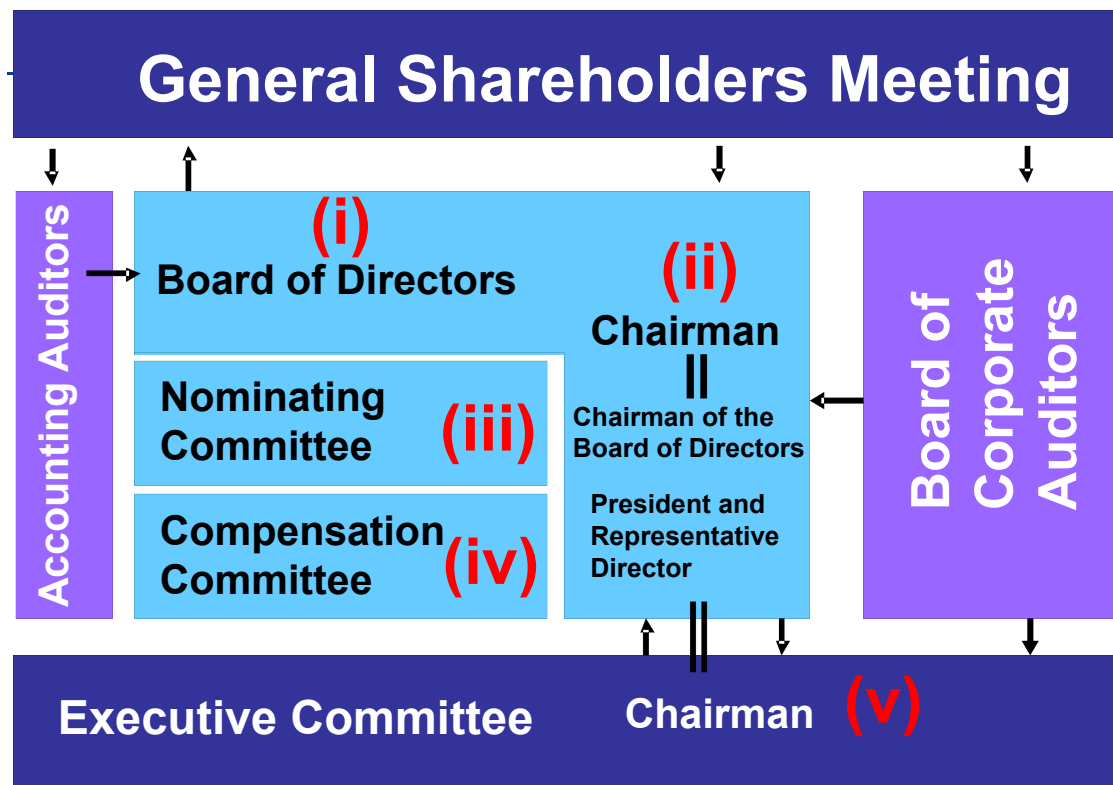 General Shareholders Meeting
Accounting Auditors
(i)
Board of Directors
(ii)
Chairman
Chairman of the
Board of Directors
President and
Representative
Director
Nominating
Committee
(iii)
Compensation
Committee
(iv)
Board of
Corporate
Auditors
Executive Committee
Chairman
(v)